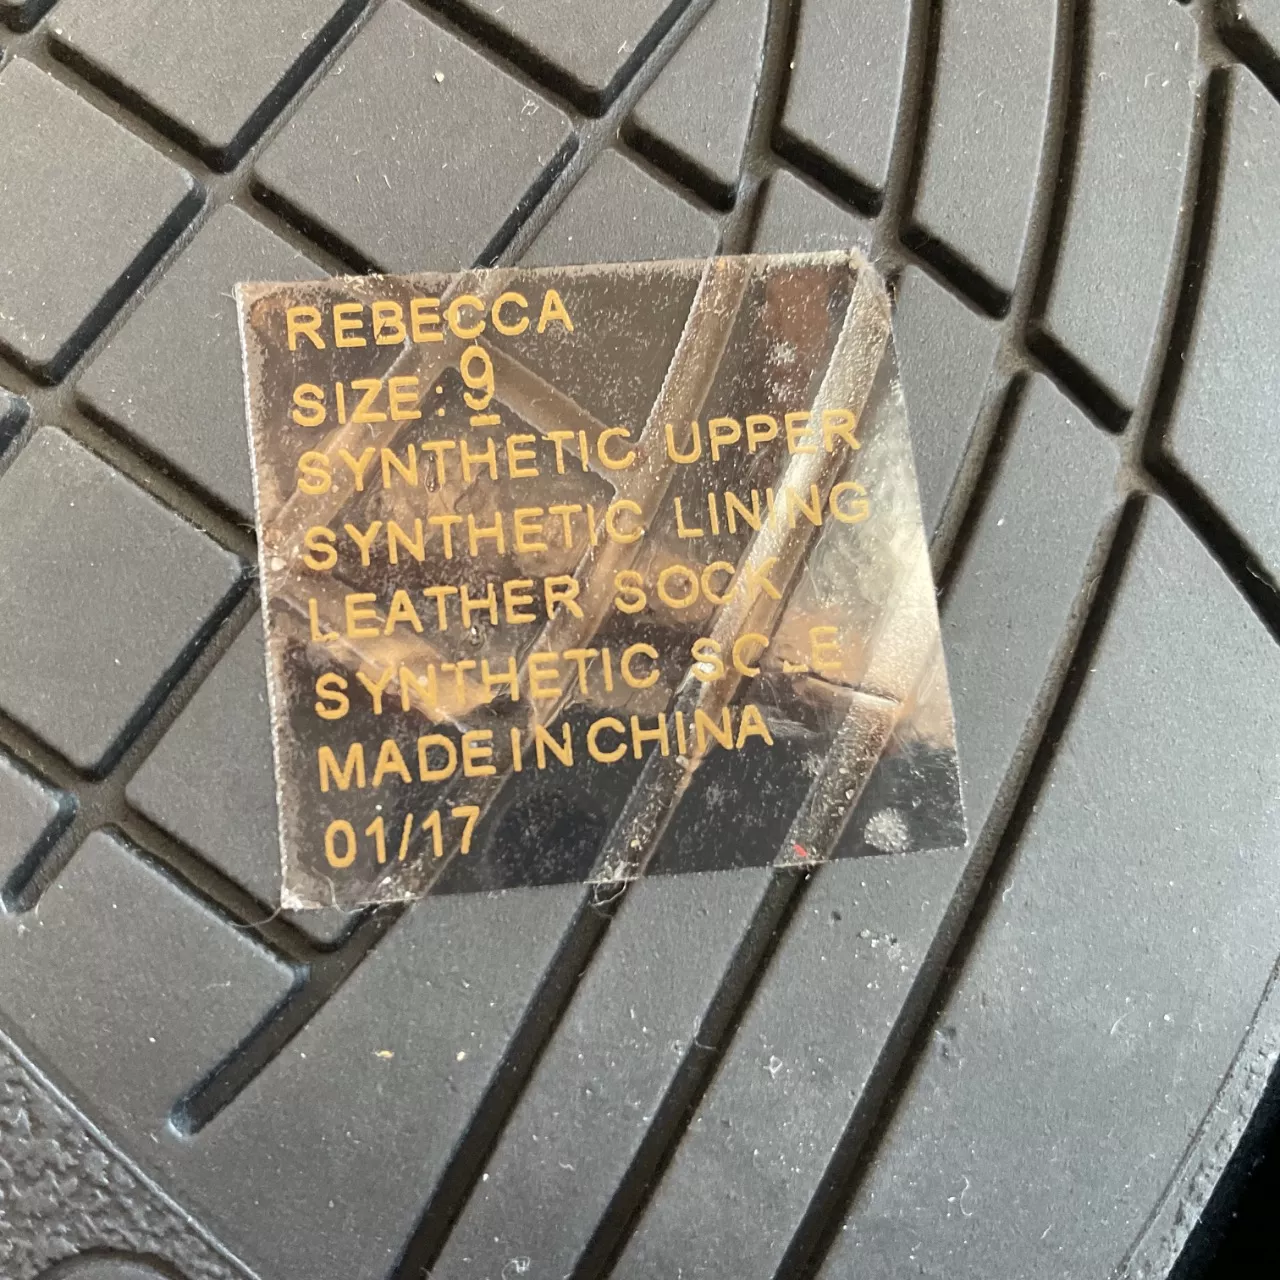 REBECCA
SIZE: 9
SYNTHETIC UPPER
SYNTHETIC LINING
LEATHER SOCK
SYNTHETIC SOLE
MADE IN CHINA
01/17